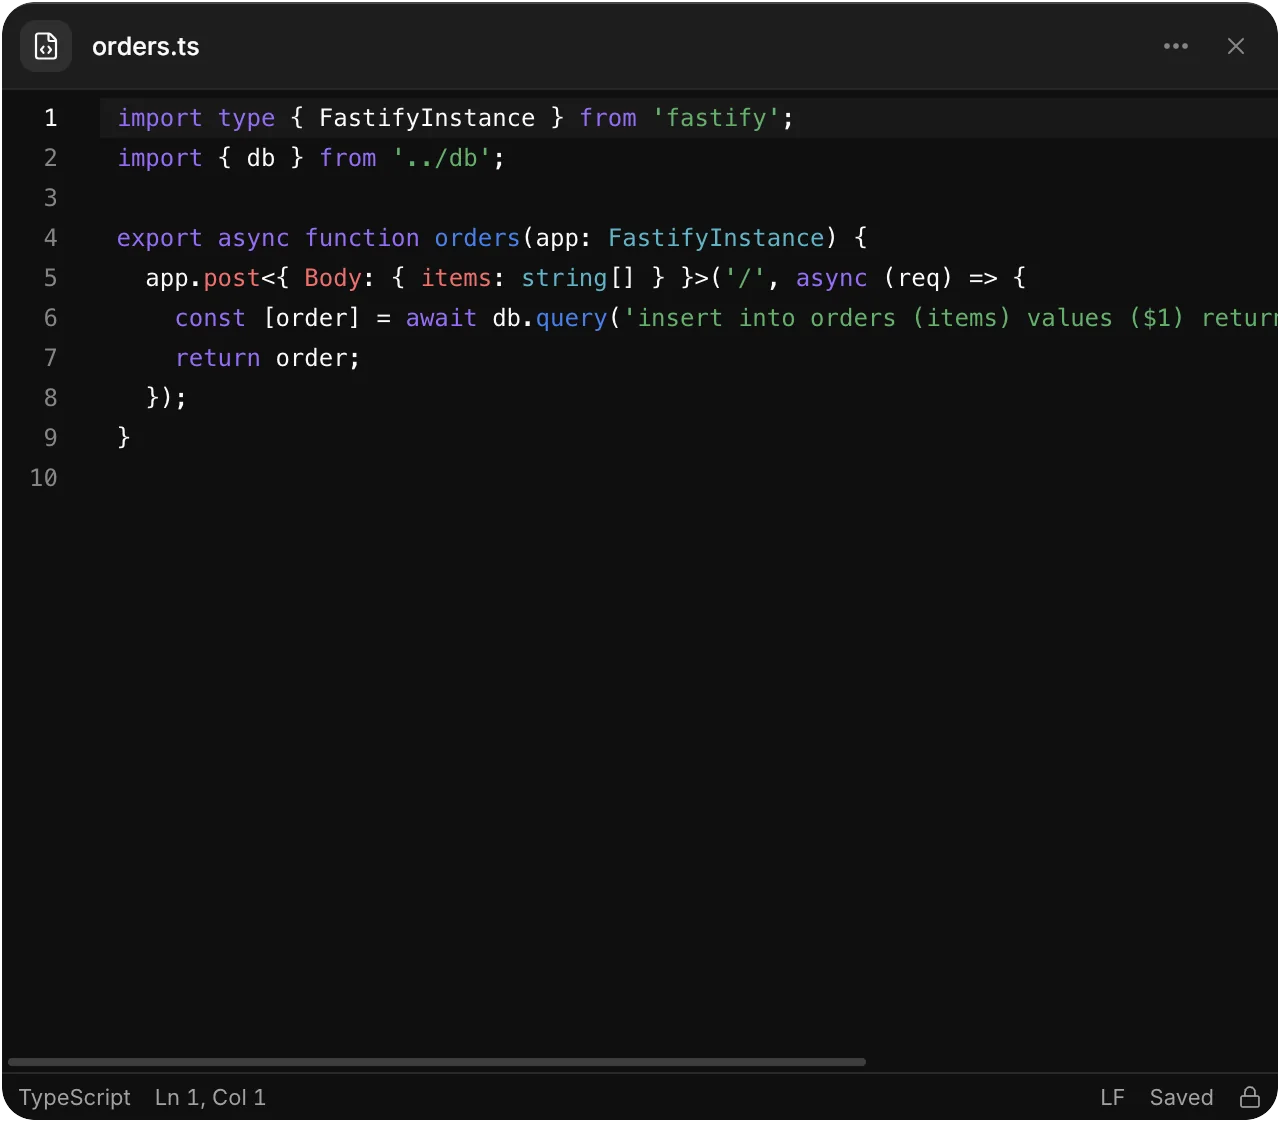 orders.ts
1 import type { FastifyInstance } from 'fastify';
2 import { db } from '../db';
3
4 export async function orders(app: FastifyInstance) {
5   app.post<{ Body: { items: string[] } }>('/', async (req) => {
6     const [order] = await db.query('insert into orders (items) values ($1)
7     return order;
8   });
9 }
10
TypeScript Ln 1, Col 1 LF Saved